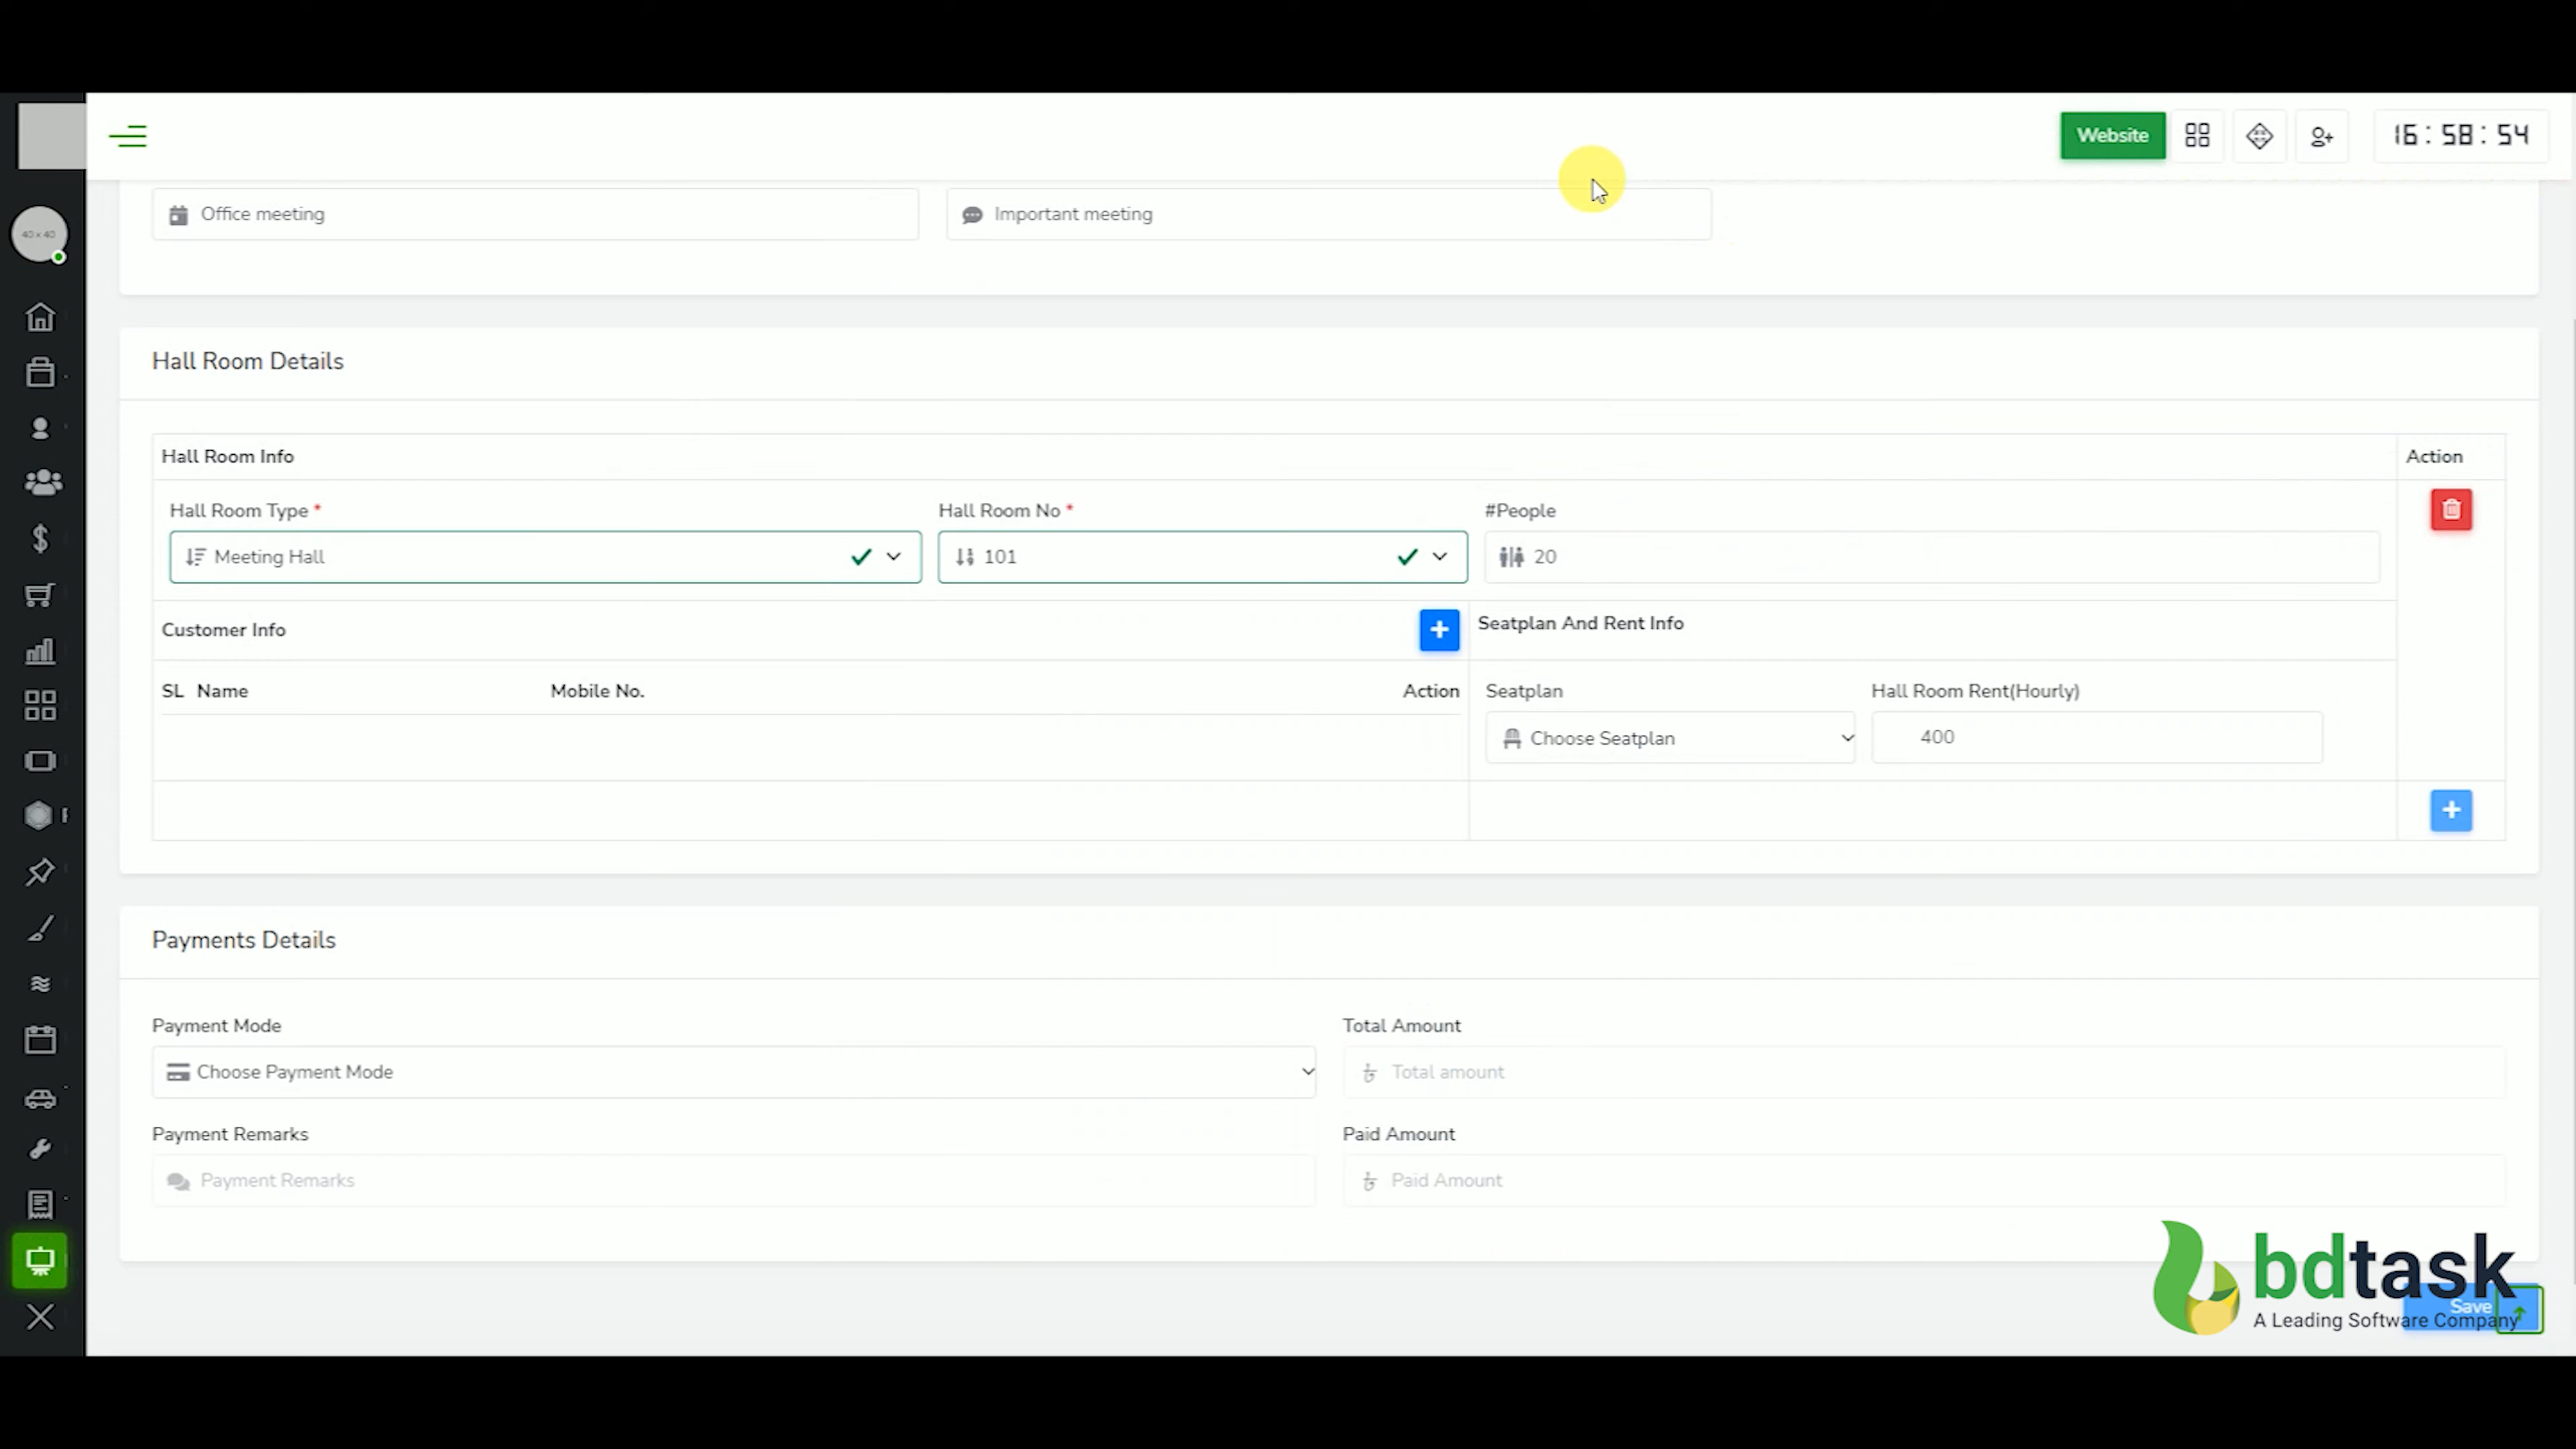 Website
16:58:54
40 x 40
Office meeting
Important meeting
Hall Room Details
Hall Room Info
Action
Hall Room Type *
Hall Room No *
#People
Meeting Hall
101
20
Customer Info
Seatplan And Rent Info
SL Name
Mobile No.
Action
Seatplan
Hall Room Rent(Hourly)
Choose Seatplan
400
Payments Details
Payment Mode
Total Amount
Choose Payment Mode
৳ Total amount
Payment Remarks
Paid Amount
Payment Remarks
৳ Paid Amount
bdtask
Save
A Leading Software Company